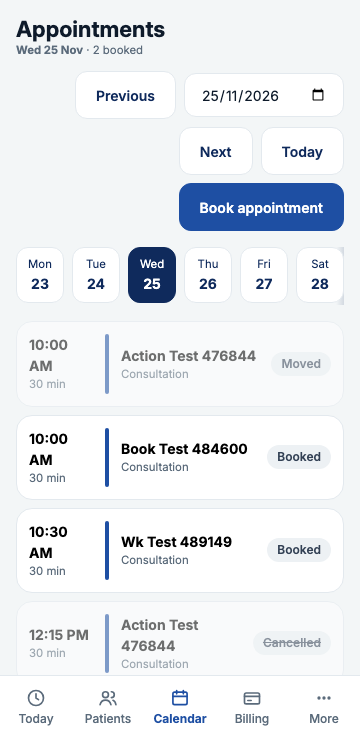 Appointments
Wed 25 Nov · 2 booked
Previous
25/11/2026
Next
Today
Book appointment
Mon
23
Tue
24
Wed
25
Thu
26
Fri
27
Sat
28
10:00
AM
30 min
Action Test 476844
Consultation
Moved
10:00
AM
30 min
Book Test 484600
Consultation
Booked
10:30
AM
30 min
Wk Test 489149
Consultation
Booked
12:15 PM
30 min
Action Test
476844
Consultation
Cancelled
Today
Patients
Calendar
Billing
More